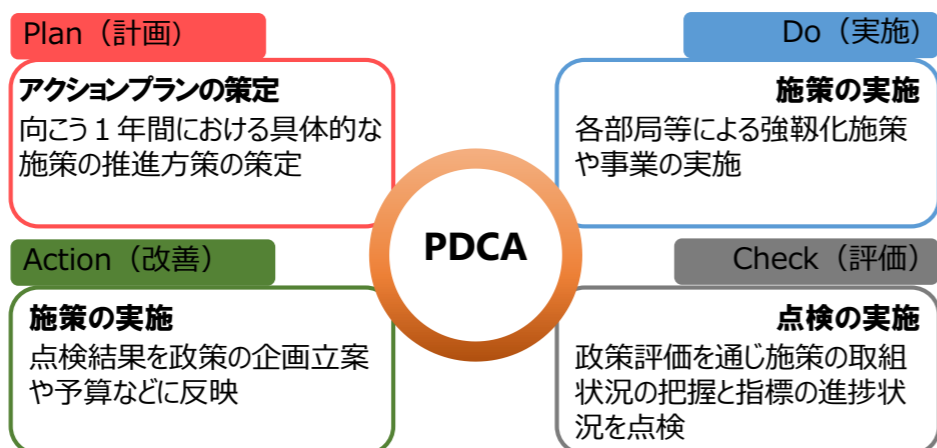 Plan（計画）
アクションプランの策定
向こう１年間における具体的な
施策の推進方策の策定
Do（実施）
施策の実施
各部局等による強靱化施策
や事業の実施
PDCA
Action（改善）
施策の実施
点検結果を政策の企画立案
や予算などに反映
Check（評価）
点検の実施
政策評価を通じ施策の取組
状況の把握と指標の進捗状
況を点検